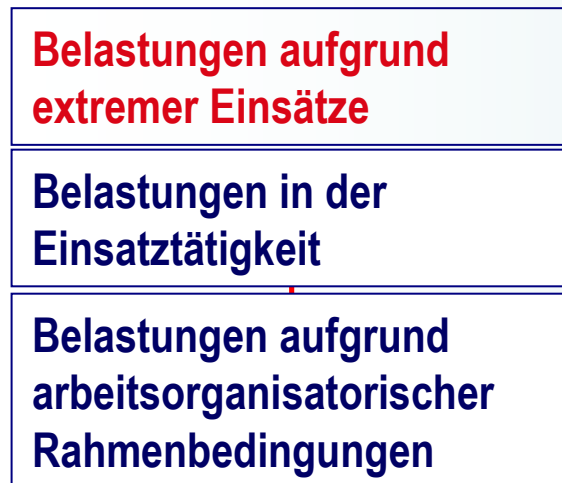 Belastungen aufgrund
extremer Einsätze
Belastungen in der
Einsatztätigkeit
Belastungen aufgrund
arbeitsorganisatorischer
Rahmenbedingungen